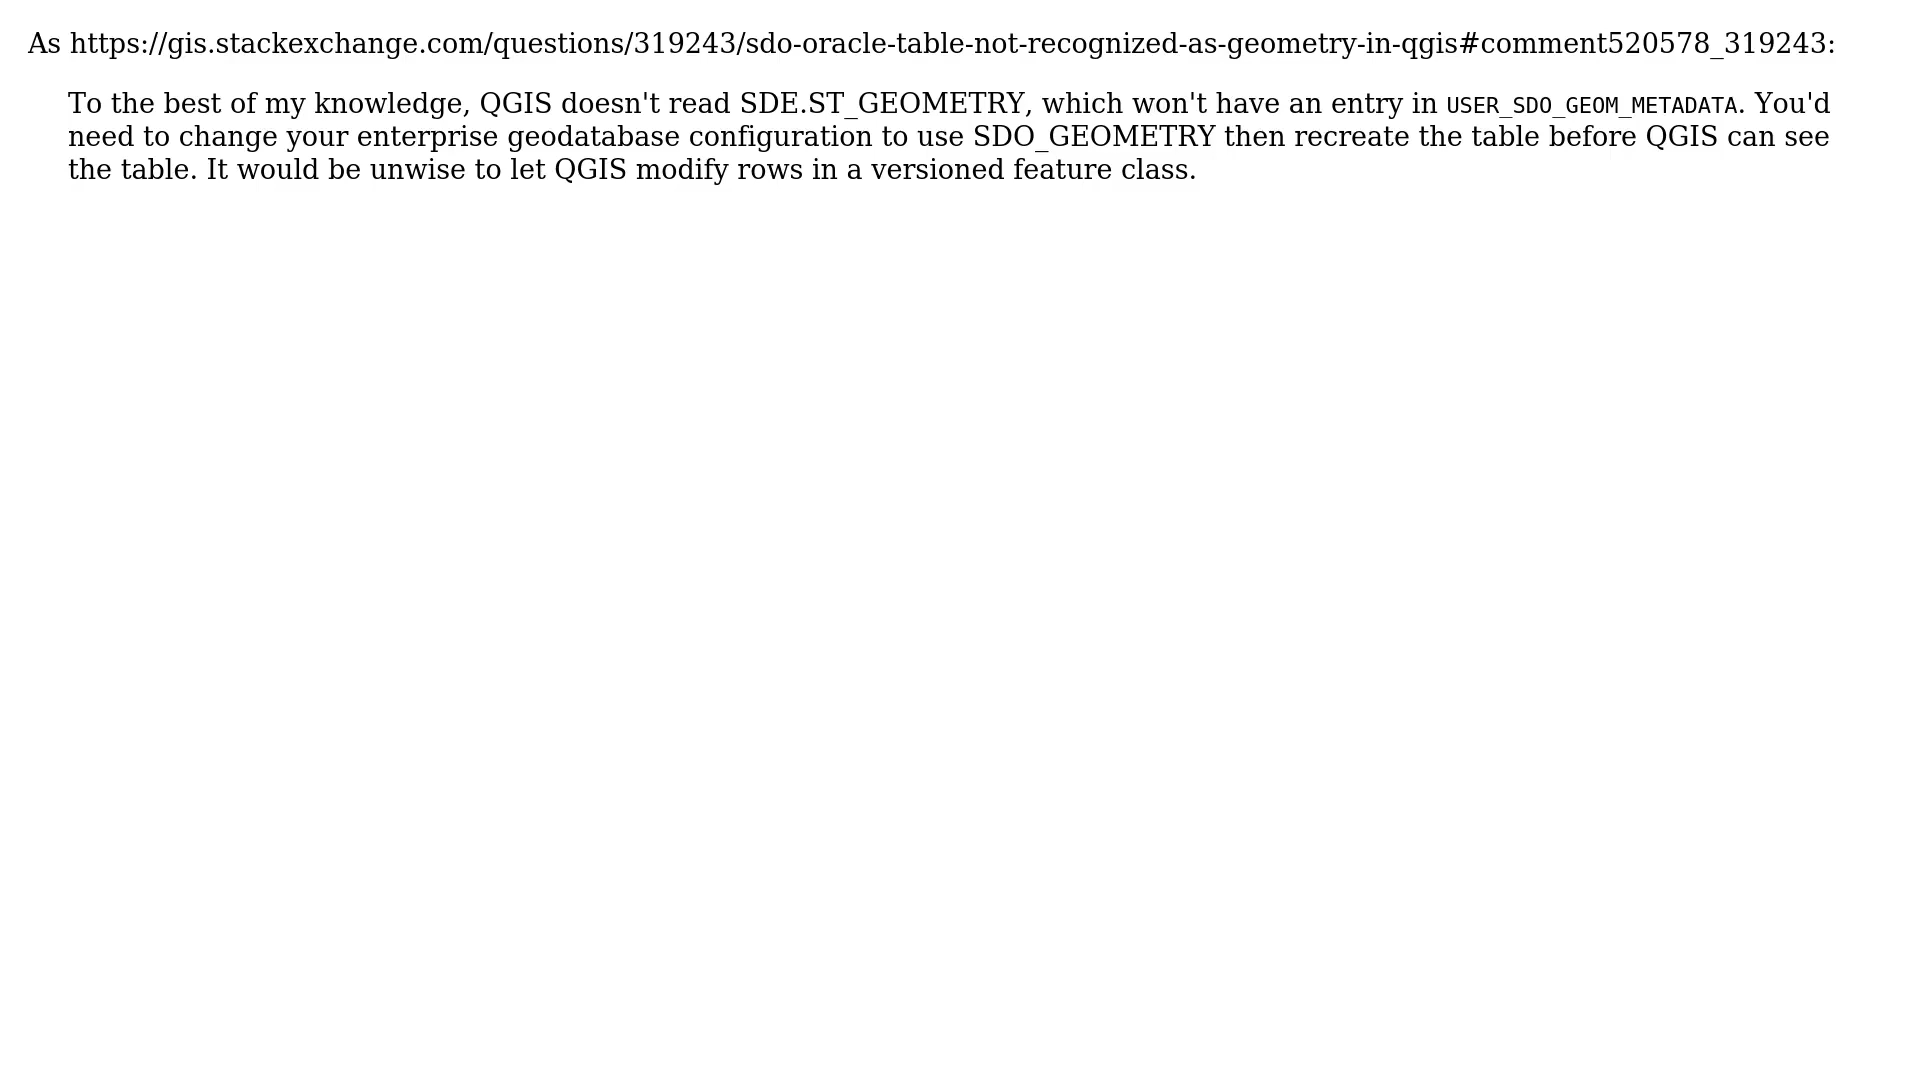 As https://gis.stackexchange.com/questions/319243/sdo-oracle-table-not-recognized-as-geometry-in-qgis#comment520578_319243:
To the best of my knowledge, QGIS doesn't read SDE.ST_GEOMETRY, which won't have an entry in USER_SDO_GEOM_METADATA. You'd
need to change your enterprise geodatabase configuration to use SDO_GEOMETRY then recreate the table before QGIS can see
the table. It would be unwise to let QGIS modify rows in a versioned feature class.